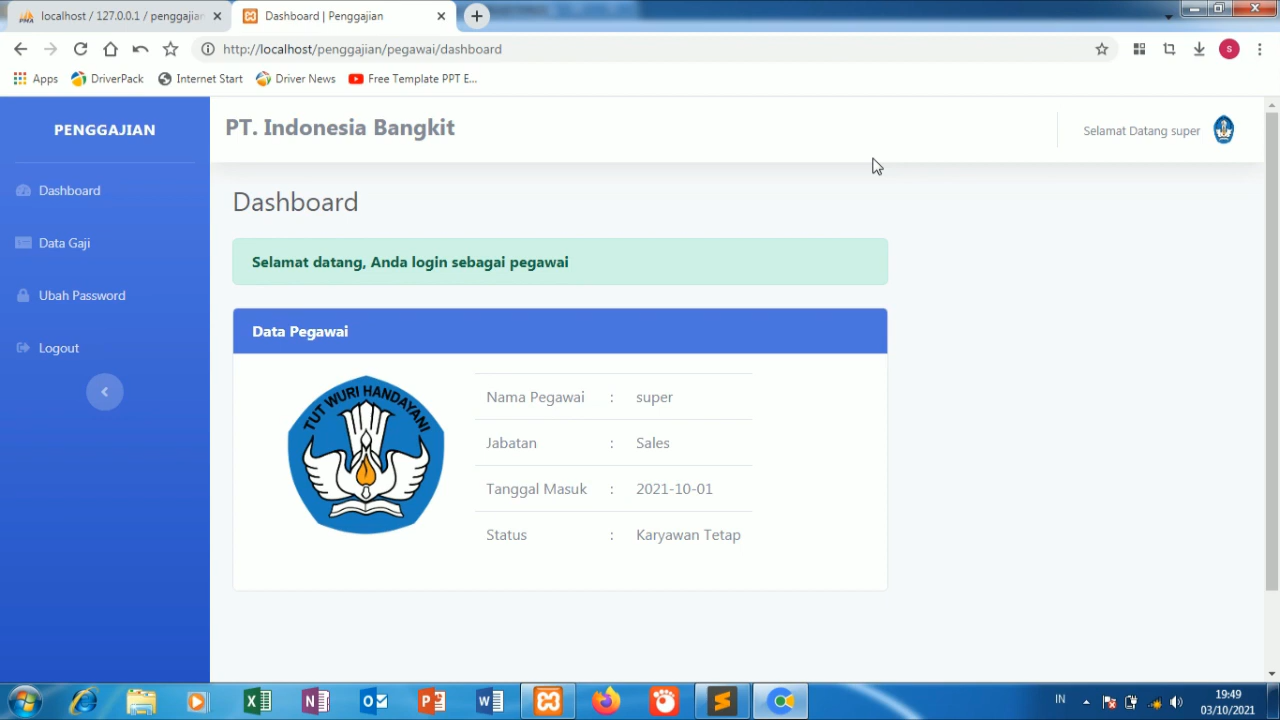 localhost / 127.0.0.1 / penggajian
Dashboard | Penggajian
http://localhost/penggajian/pegawai/dashboard
S
Apps
DriverPack
Internet Start
Driver News
Free Template PPT E...
PENGGAJIAN
PT. Indonesia Bangkit
Selamat Datang super
Dashboard
Data Gaji
Ubah Password
Logout
Dashboard
Selamat datang, Anda login sebagai pegawai
Data Pegawai
TUT WURI HANDAYANI
Nama Pegawai : super
Jabatan : Sales
Tanggal Masuk : 2021-10-01
Status : Karyawan Tetap
IN
19:49
03/10/2021